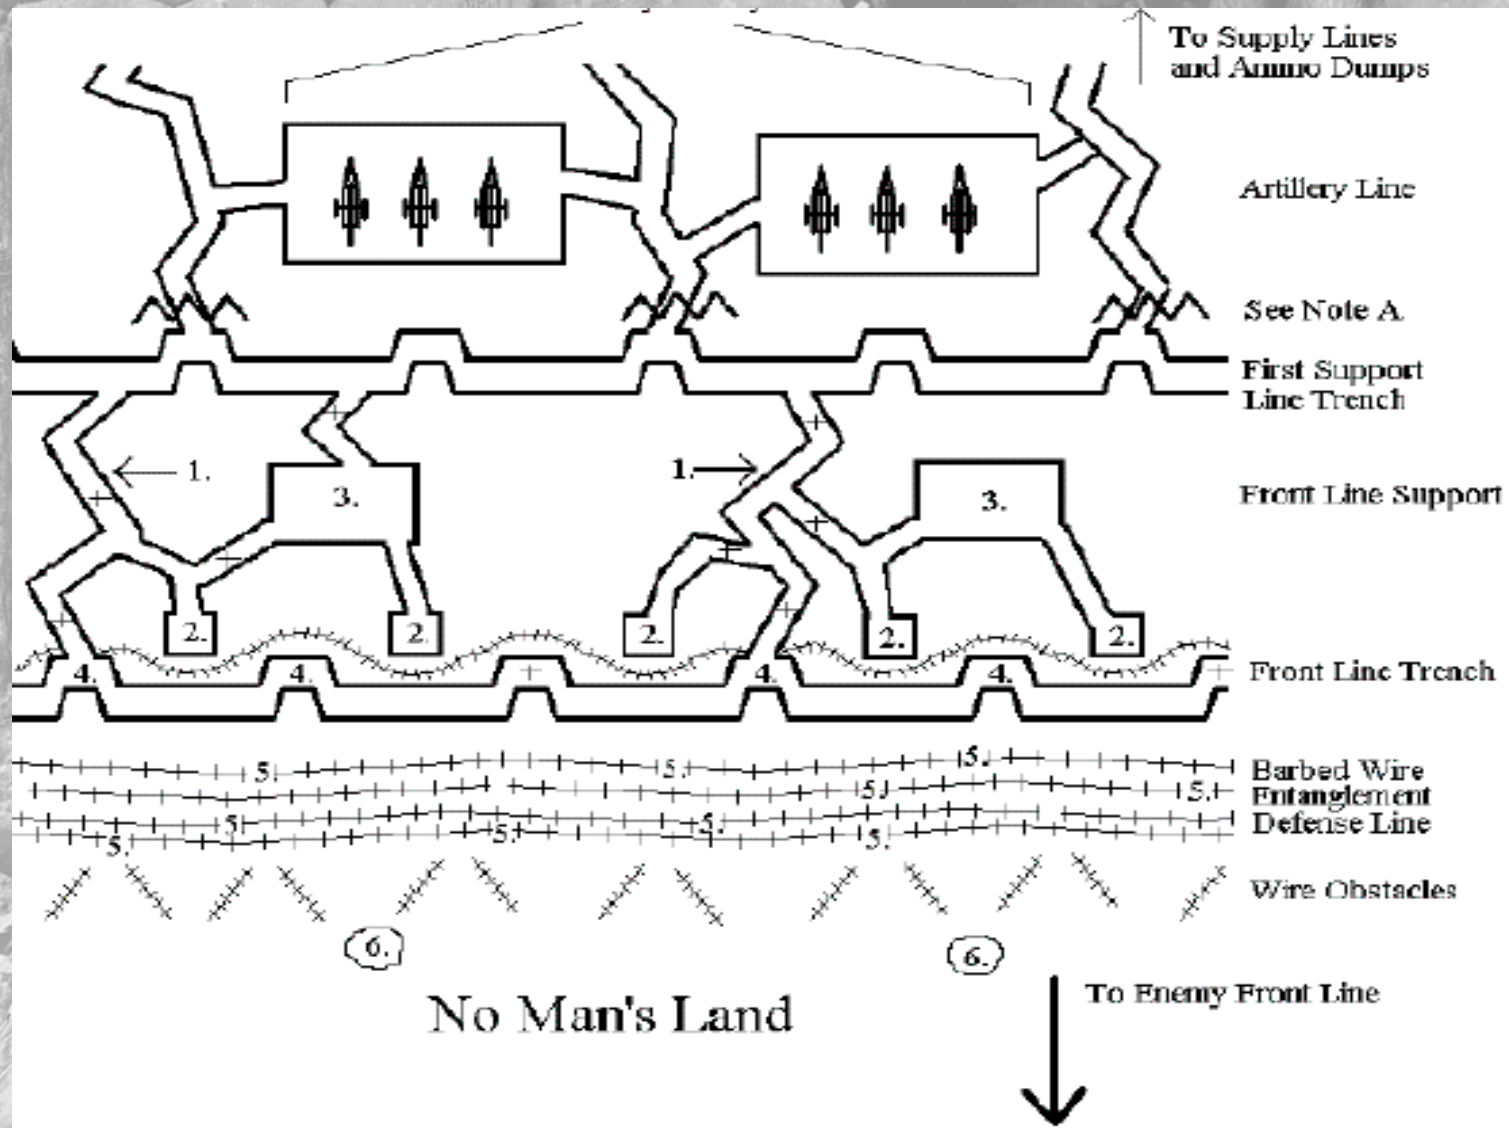 To Supply Lines
and Ammo Dumps
Artillery Line
See Note A
First Support
Line Trench
1.
1.
3.
3.
Front Line Support
2.
2.
2.
2.
2.
4.
4.
4.
4.
Front Line Trench
5.
5.
5.
Barbed Wire
5.
5.
Entanglement
5.
5.
Defense Line
5.
5.
5.
Wire Obstacles
6.
6.
No Man's Land
To Enemy Front Line